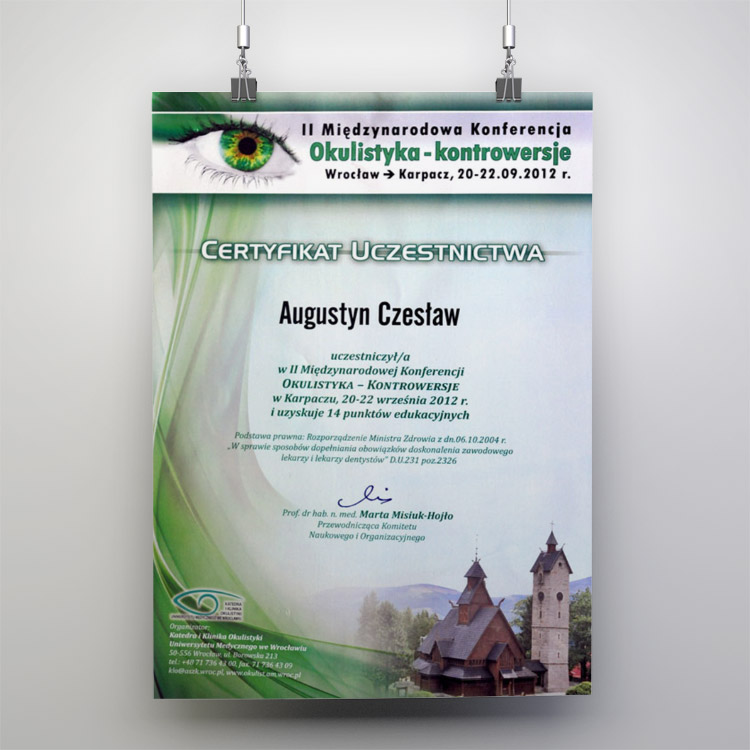 II Międzynarodowa Konferencja
Okulistyka - kontrowersje
Wrocław → Karpacz, 20-22.09.2012 r.
CERTYFIKAT UCZESTNICTWA
Augustyn Czesław
uczestniczył/a
w II Międzynarodowej Konferencji
OKULISTYKA – KONTROWERSJE
w Karpaczu, 20-22 września 2012 r.
i uzyskuje 14 punktów edukacyjnych
Podstawa prawna: Rozporządzenie Ministra Zdrowia z dn.06.10.2004 r.
„W sprawie sposobów dopełniania obowiązków doskonalenia zawodowego
lekarzy i lekarzy dentystów" D.U.231 poz.2326
Prof. dr hab. n. med. Marta Misiuk-Hojło
Przewodnicząca Komitetu
Naukowego i Organizacyjnego
KATEDRA
I KLINIKA
OKULISTYKI
Organizator:
Katedra i Klinika Okulistyki
Uniwersytetu Medycznego we Wrocławiu
50-556 Wrocław, ul. Borowska 213
tel.: +48 71 736 43 00, fax. 71 736 43 09